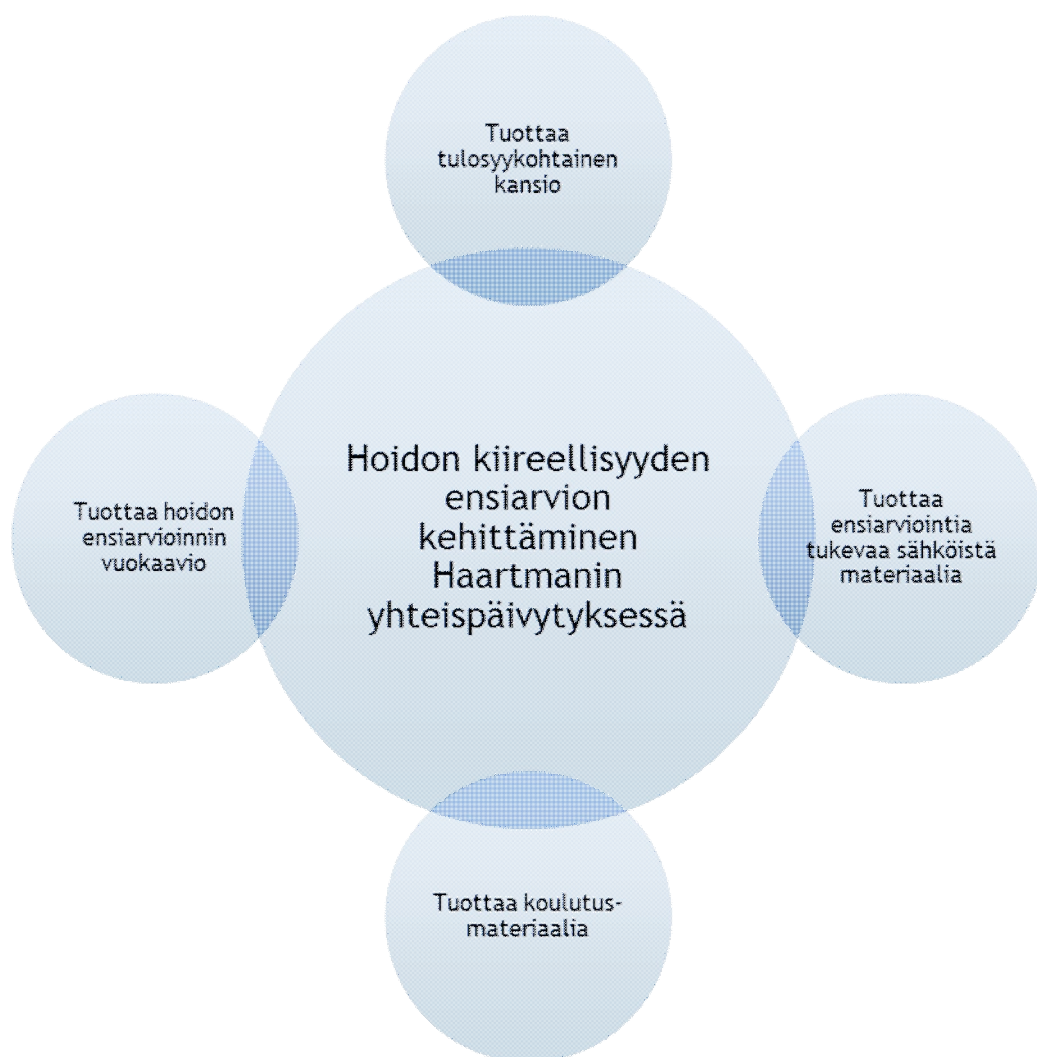 Tuottaa
tulosyykohtainen
kansio
Hoidon kiireellisyyden
ensiarvion
kehittäminen
Haartmanin
yhteispäivytyksessä
Tuottaa hoidon
ensiarvioinnin
vuokaavio
Tuottaa
ensiarviointia
tukevaa sähköistä
materiaalia
Tuottaa koulutus-
materiaalia